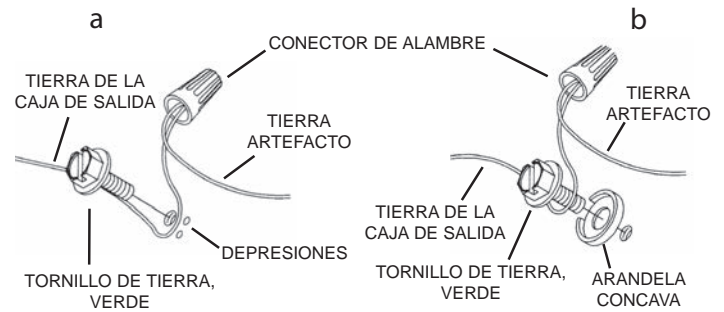 a
b
CONECTOR DE ALAMBRE
TIERRA DE LA
CAJA DE SALIDA
TIERRA
ARTEFACTO
DEPRESIONES
TORNILLO DE TIERRA,
VERDE
TIERRA
ARTEFACTO
TIERRA DE LA
CAJA DE SALIDA
TORNILLO DE TIERRA,
VERDE
ARANDELA
CONCAVA